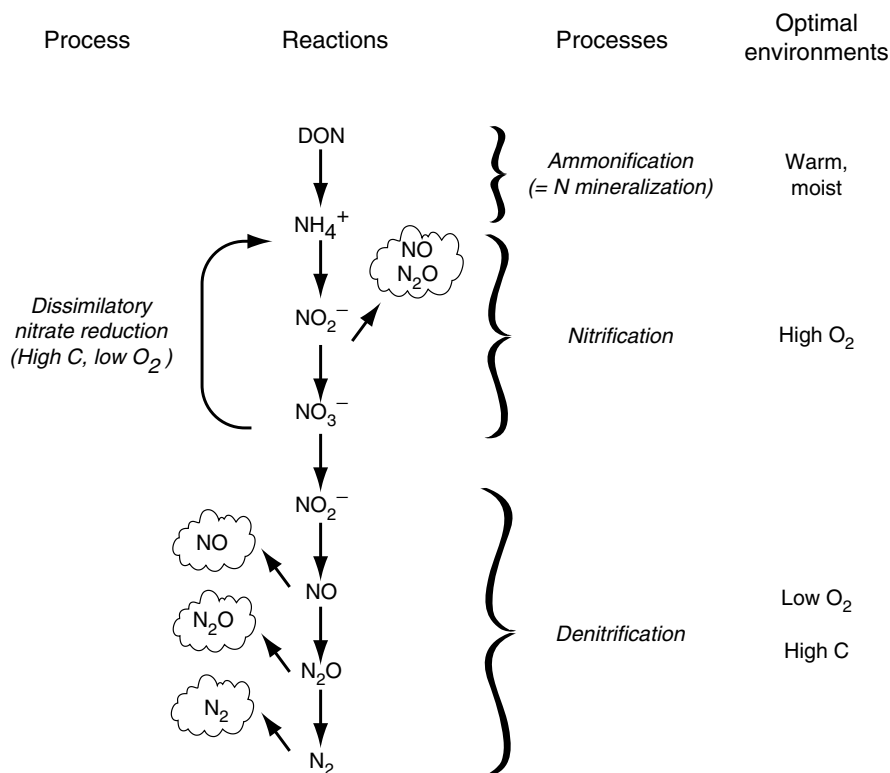 Process
Reactions
Processes
Optimal
environments
DON
Ammonification
(= N mineralization)
Warm,
moist
NH₄⁺
NO
N₂O
Dissimilatory
nitrate reduction
(High C, low O₂ )
NO₂⁻
Nitrification
High O₂
NO₃⁻
NO₂⁻
NO
NO
N₂O
N₂O
Denitrification
Low O₂
High C
N₂
N₂